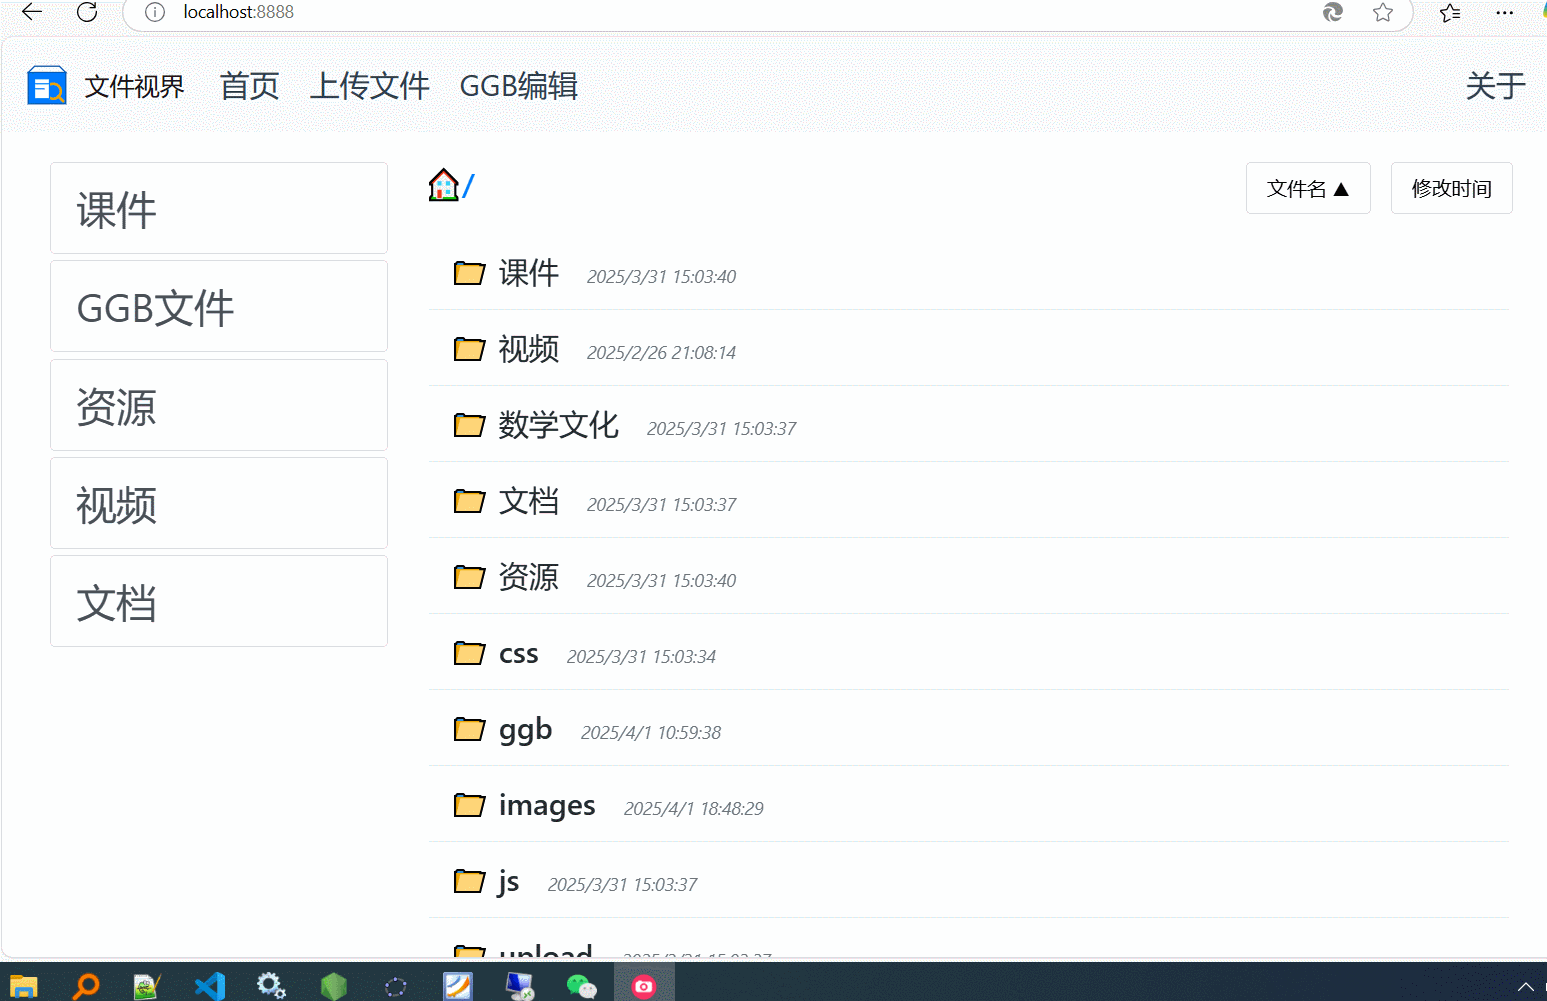 localhost:8888
文件视界 首页 上传文件 GGB编辑 关于
课件
GGB文件
资源
视频
文档
/ 文件名 ▲ 修改时间
课件 2025/3/31 15:03:40
视频 2025/2/26 21:08:14
数学文化 2025/3/31 15:03:37
文档 2025/3/31 15:03:37
资源 2025/3/31 15:03:40
css 2025/3/31 15:03:34
ggb 2025/4/1 10:59:38
images 2025/4/1 18:48:29
js 2025/3/31 15:03:37
upload